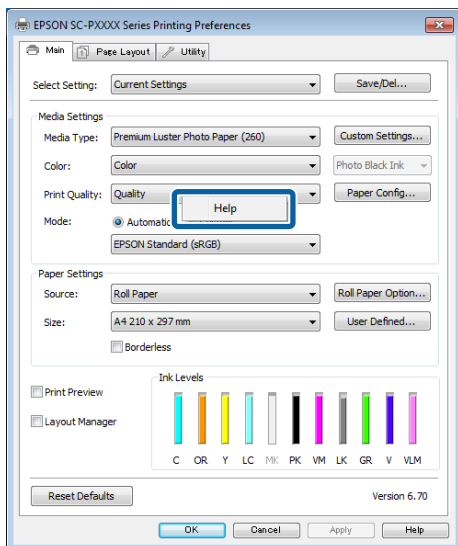 EPSON SC-PXXXX Series Printing Preferences
Main Page Layout Utility
Select Setting: Current Settings Save/Del...
Media Settings
Media Type: Premium Luster Photo Paper (260) Custom Settings...
Color: Color Photo Black Ink
Print Quality: Quality Paper Config...
Help
Mode: Automatic
EPSON Standard (sRGB)
Paper Settings
Source: Roll Paper Roll Paper Option...
Size: A4 210 x 297 mm User Defined...
Borderless
Ink Levels
Print Preview
Layout Manager
C OR Y LC MK PK VM LK GR V VLM
Reset Defaults Version 6.70
OK Cancel Apply Help